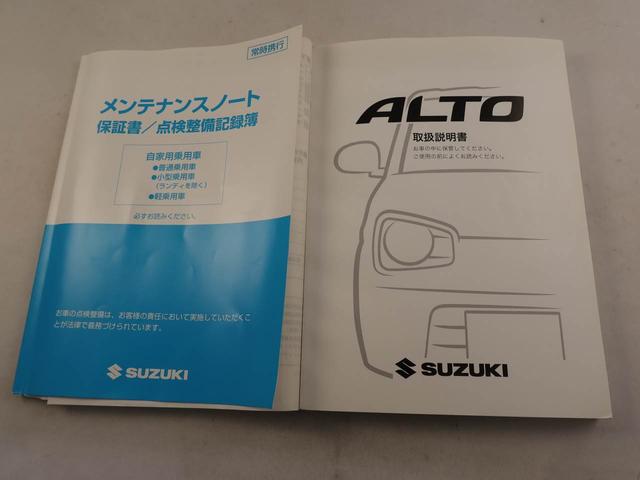 常時携行
メンテナンスノート
保証書/点検整備記録簿
自家用乗用車
●普通乗用車
●小型乗用車
(ランディを除く)
●軽乗用車
必ずお読みください。
お車の点検整備は、お客様の責任において実施していただくこ
とが法律で義務づけられています。
SUZUKI
ALTO
取扱説明書
お車の中に保管してください。
ご使用の前によくお読みください。
SUZUKI